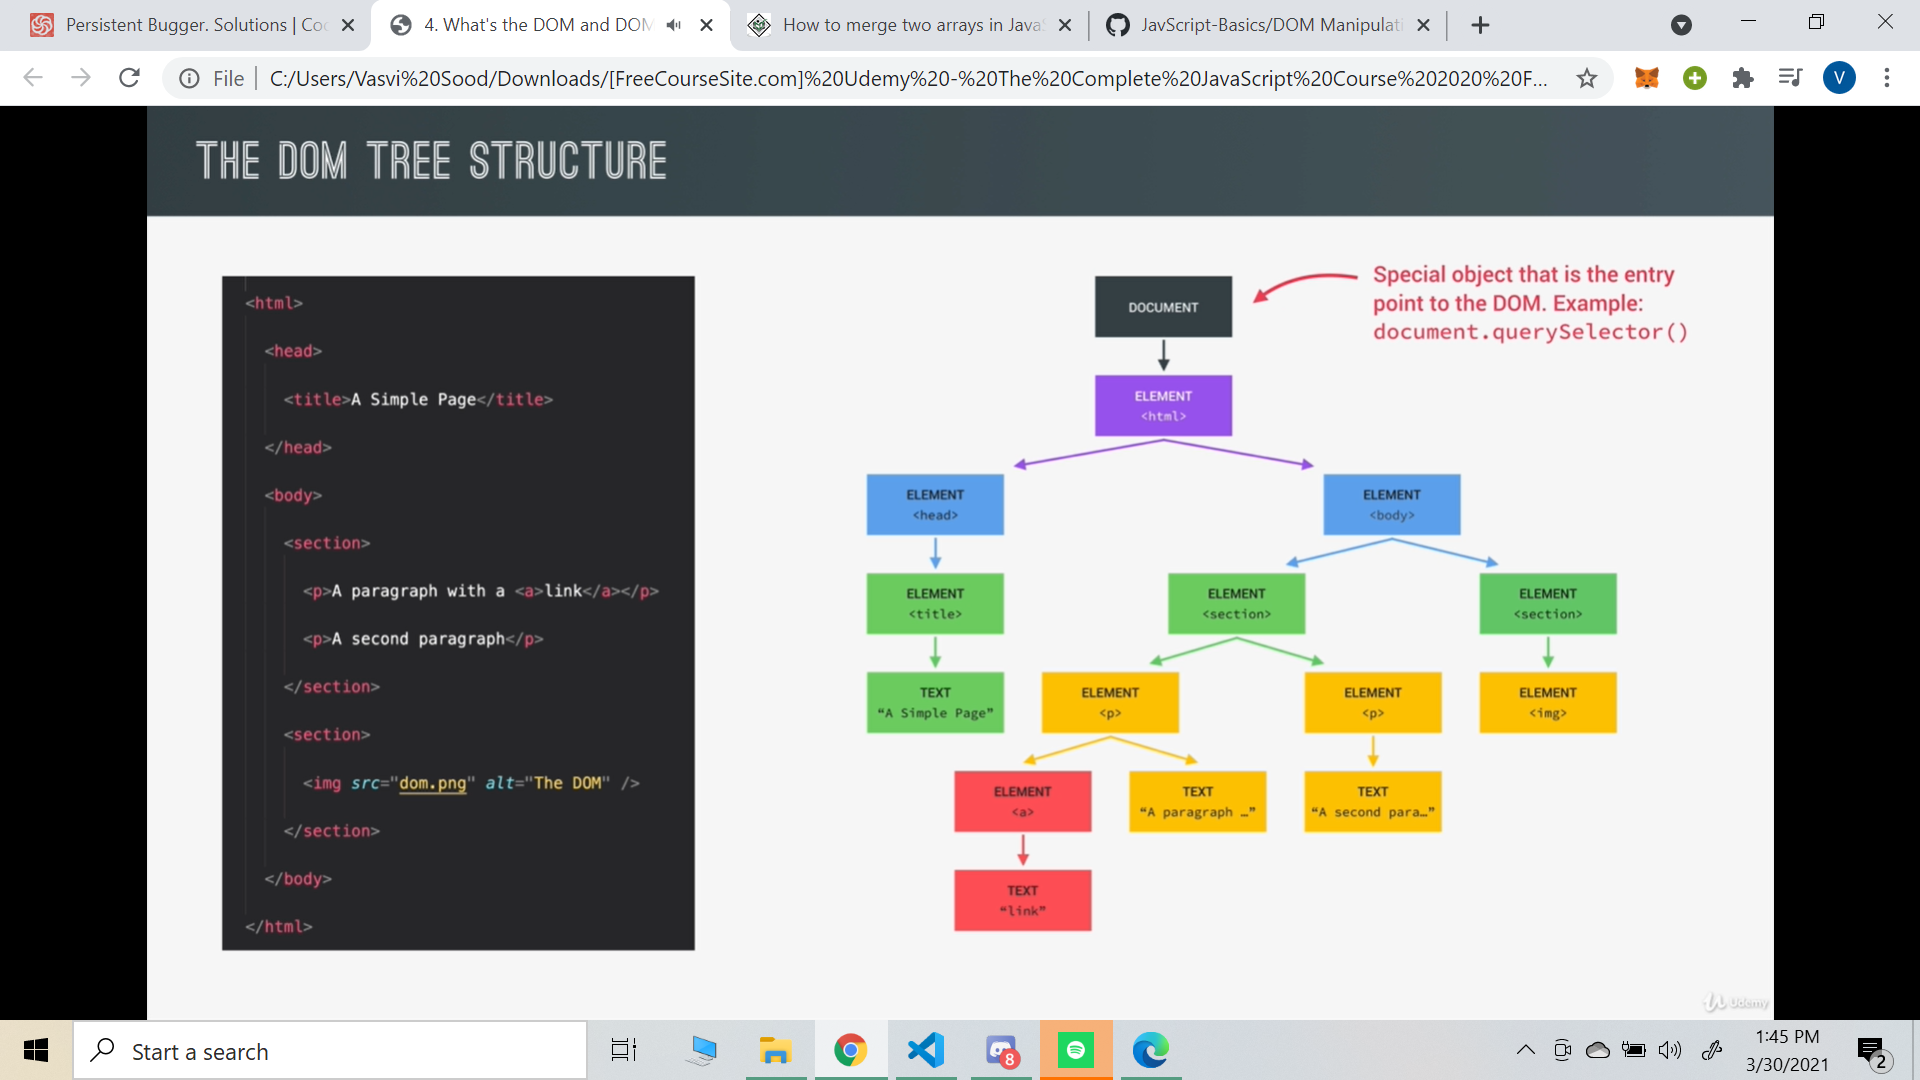 Persistent Bugger. Solutions | Co
4. What's the DOM and DOM
How to merge two arrays in Java
JavScript-Basics/DOM Manipulati
File
C:/Users/Vasvi%20Sood/Downloads/[FreeCourseSite.com]%20Udemy%20-%20The%20Complete%20JavaScript%20Course%202020%20F...
V
THE DOM TREE STRUCTURE
<html>
<head>
<title>A Simple Page</title>
</head>
<body>
<section>
<p>A paragraph with a <a>link</a></p>
<p>A second paragraph</p>
</section>
<section>
<img src="dom.png" alt="The DOM" />
</section>
</body>
</html>
Special object that is the entry
point to the DOM. Example:
document.querySelector()
DOCUMENT
ELEMENT
<html>
ELEMENT
<head>
ELEMENT
<body>
ELEMENT
<title>
ELEMENT
<section>
ELEMENT
<section>
TEXT
“A Simple Page”
ELEMENT
<p>
ELEMENT
<p>
ELEMENT
<img>
ELEMENT
<a>
TEXT
“A paragraph …”
TEXT
“A second para…”
TEXT
“link”
Udemy
Start a search
8
1:45 PM
3/30/2021
2